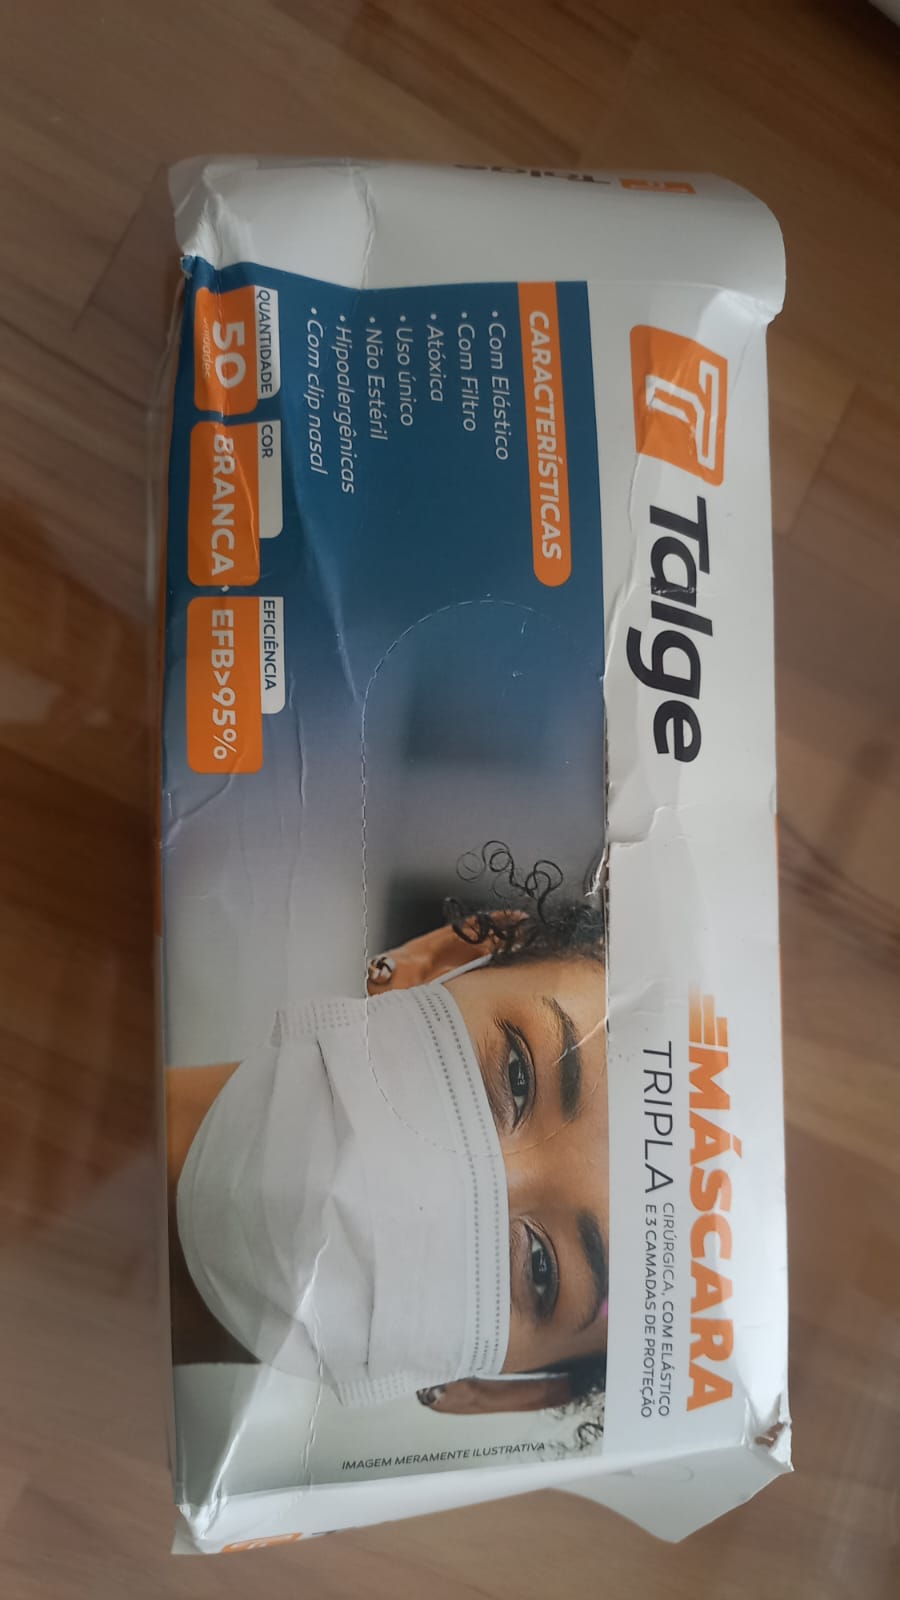 Talge
MÁSCARA
TRIPLA
CIRÚRGICA, COM ELÁSTICO
E 3 CAMADAS DE PROTEÇÃO
CARACTERÍSTICAS
• Com Elástico
• Com Filtro
• Atóxica
• Uso único
• Não Estéril
• Hipoalergênicas
• Com clip nasal
QUANTIDADE
50
unidades
COR
BRANCA
EFICIÊNCIA
EFB>95%
IMAGEM MERAMENTE ILUSTRATIVA